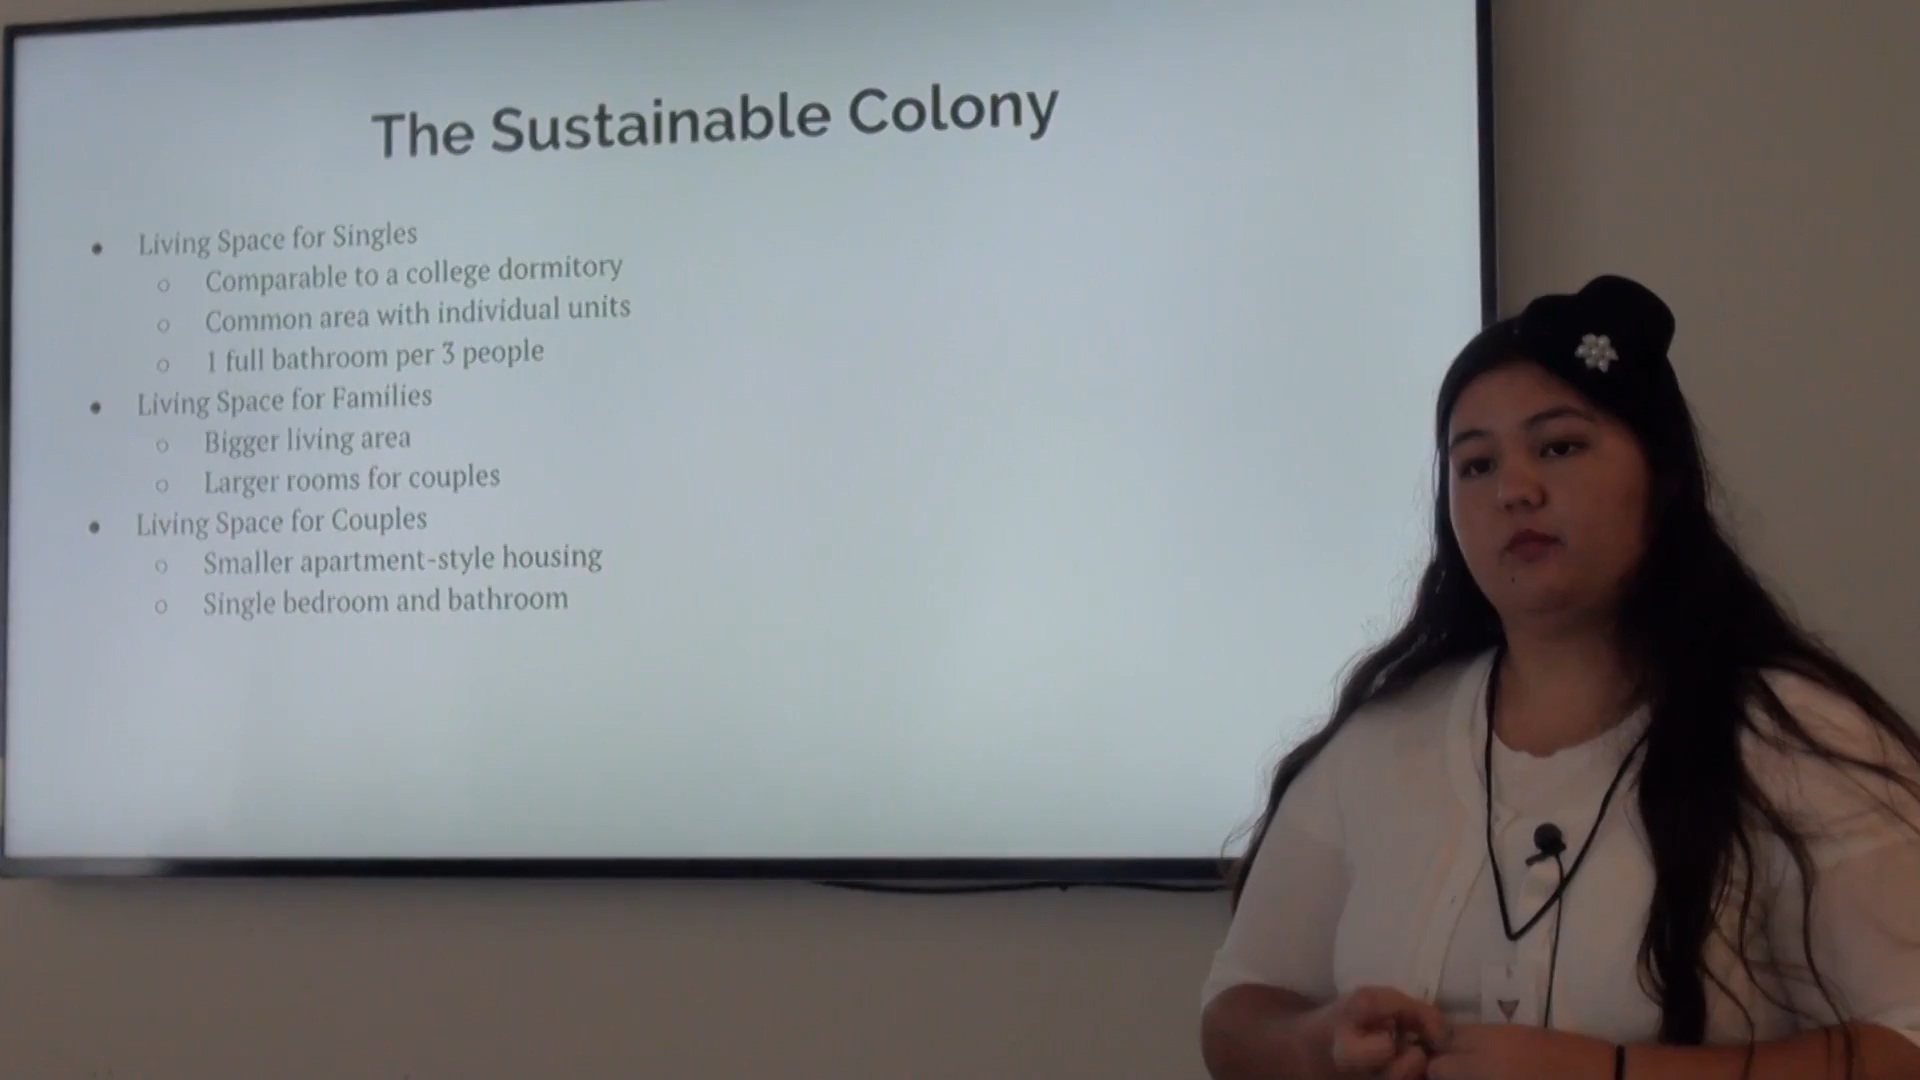 The Sustainable Colony
● Living Space for Singles
○ Comparable to a college dormitory
○ Common area with individual units
○ 1 full bathroom per 3 people
● Living Space for Families
○ Bigger living area
○ Larger rooms for couples
● Living Space for Couples
○ Smaller apartment-style housing
○ Single bedroom and bathroom